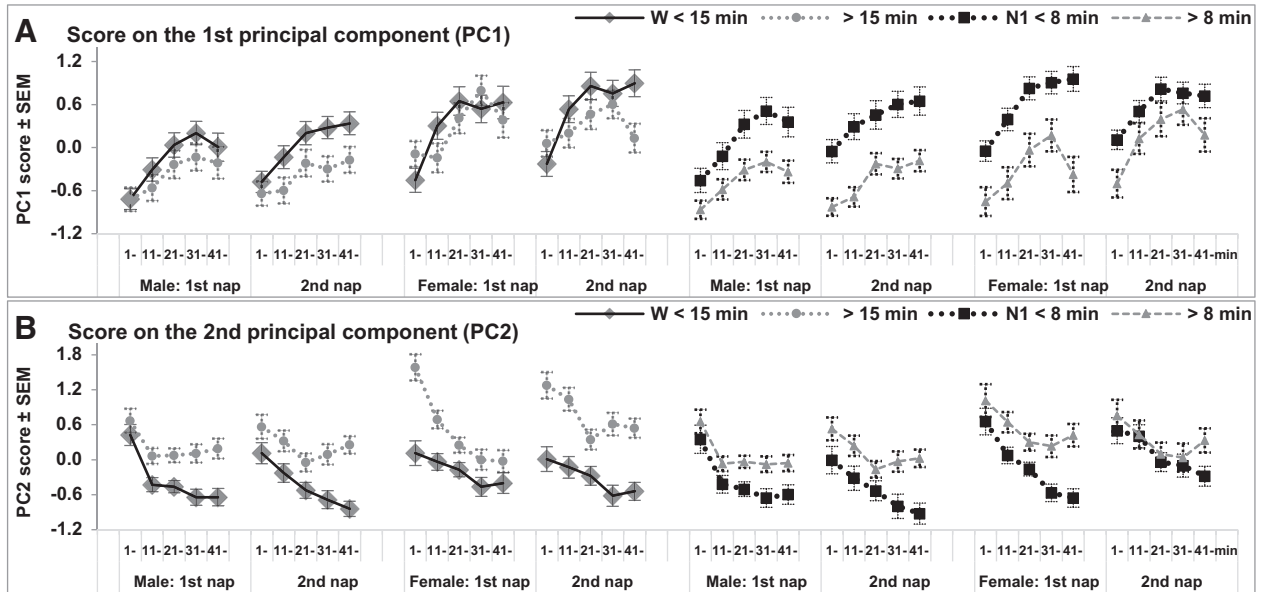 W < 15 min > 15 min N1 < 8 min > 8 min
A Score on the 1st principal component (PC1)
PC1 score ± SEM
1.2
0.6
0.0
-0.6
-1.2
1- 11- 21- 31- 41- 1- 11- 21- 31- 41- 1- 11- 21- 31- 41- 1- 11- 21- 31- 41- 1- 11- 21- 31- 41- 1- 11- 21- 31- 41- 1- 11- 21- 31- 41- 1- 11- 21- 31- 41-min
Male: 1st nap 2nd nap Female: 1st nap 2nd nap Male: 1st nap 2nd nap Female: 1st nap 2nd nap
W < 15 min > 15 min N1 < 8 min > 8 min
B Score on the 2nd principal component (PC2)
PC2 score ± SEM
1.8
1.2
0.6
0.0
-0.6
-1.2
1- 11- 21- 31- 41- 1- 11- 21- 31- 41- 1- 11- 21- 31- 41- 1- 11- 21- 31- 41- 1- 11- 21- 31- 41- 1- 11- 21- 31- 41- 1- 11- 21- 31- 41- 1- 11- 21- 31- 41-min
Male: 1st nap 2nd nap Female: 1st nap 2nd nap Male: 1st nap 2nd nap Female: 1st nap 2nd nap